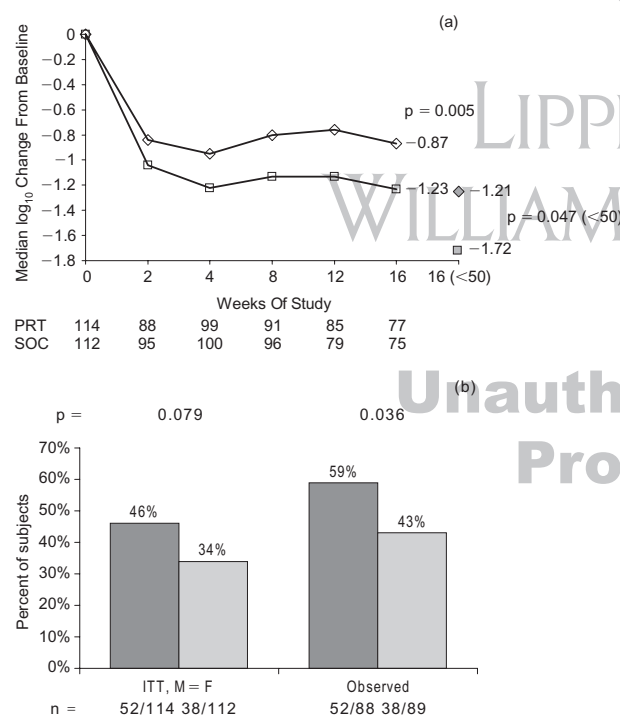 (a)
Median log10 Change From Baseline
0
−0.2
−0.4
−0.6
−0.8
−1
−1.2
−1.4
−1.6
−1.8
p = 0.005
−0.87
−1.23
−1.21
p = 0.047 (<50)
−1.72
0 2 4 8 12 16 16 (<50)
Weeks Of Study
PRT 114 88 99 91 85 77
SOC 112 95 100 96 79 75
LIPP
WILLIAM
(b)
Unauth
Pro
p = 0.079 0.036
Percent of subjects
70%
60%
50%
40%
30%
20%
10%
0%
46%
34%
59%
43%
ITT, M = F Observed
n = 52/114 38/112 52/88 38/89